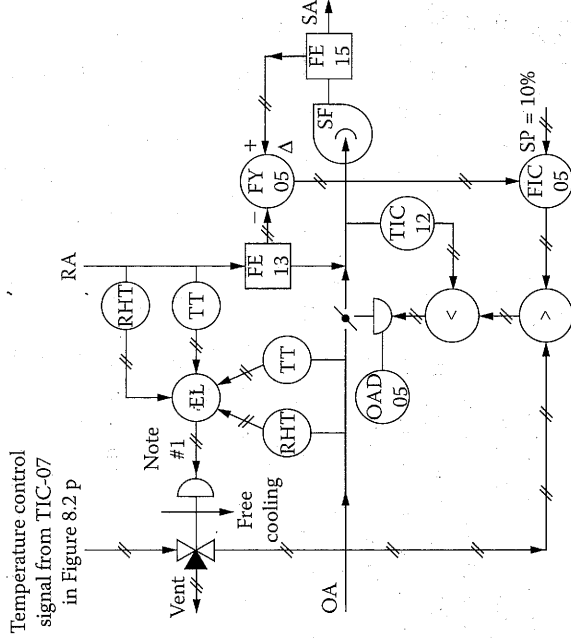 Temperature control
signal from TIC-07
in Figure 8.2 p
RA
SA
RHT
TT
FE
13
FY
05
+
−
Δ
FE
15
SF
EL
Note
#1
Vent
Free
cooling
RHT
TT
OA
OAD
05
TIC
12
<
>
FIC
05
SP = 10%